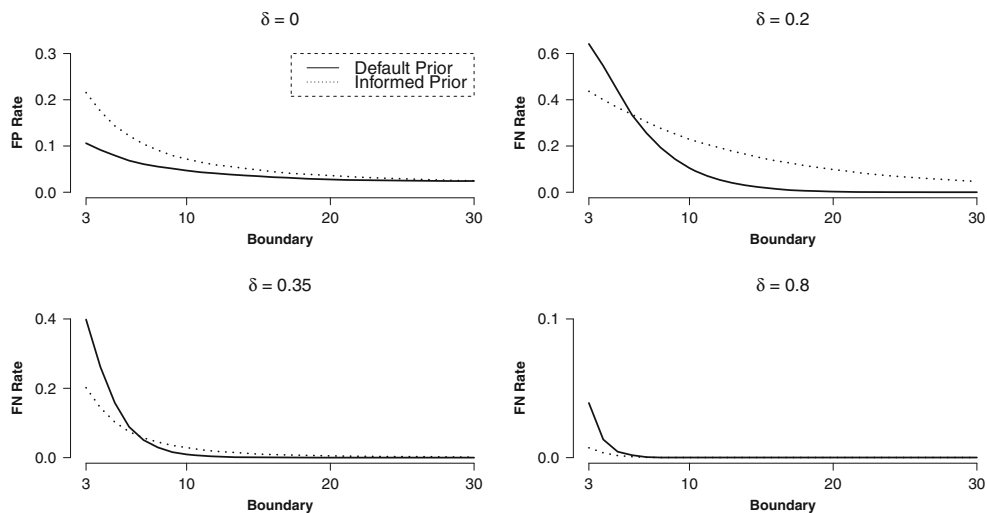 δ = 0
FP Rate
0.3
0.2
0.1
0.0
3
10
20
30
Boundary
Default Prior
Informed Prior
δ = 0.2
FN Rate
0.6
0.4
0.2
0.0
3
10
20
30
Boundary
δ = 0.35
FN Rate
0.4
0.2
0.0
3
10
20
30
Boundary
δ = 0.8
FN Rate
0.1
0.0
3
10
20
30
Boundary